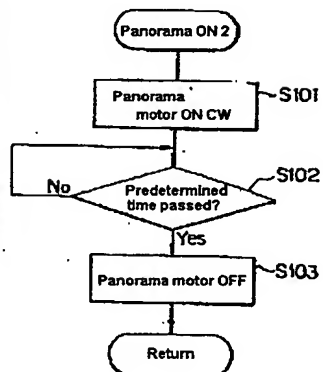 Panorama ON 2
Panorama
motor ON CW
S101
S102
No
Predetermined
time passed?
Yes
S103
Panorama motor OFF
Return